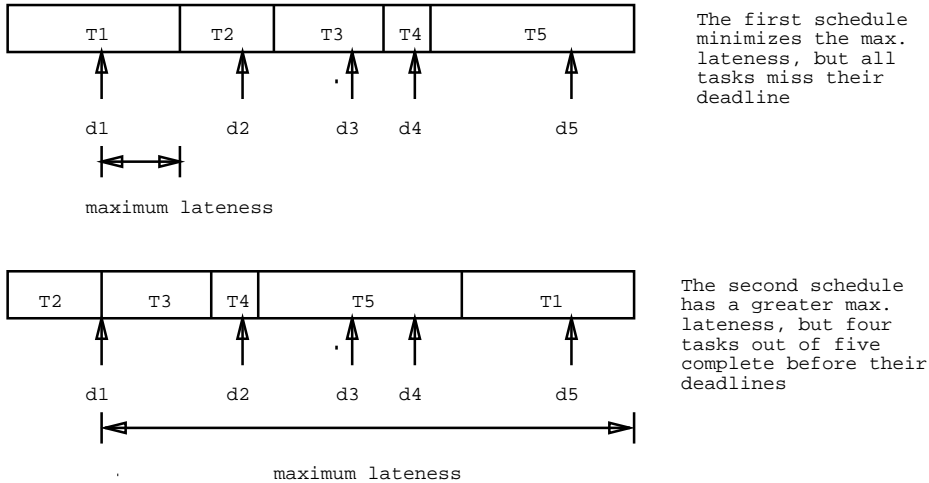 T1 T2 T3 T4 T5
The first schedule
minimizes the max.
lateness, but all
tasks miss their
deadline
d1 d2 d3 d4 d5
maximum lateness
T2 T3 T4 T5 T1
The second schedule
has a greater max.
lateness, but four
tasks out of five
complete before their
deadlines
d1 d2 d3 d4 d5
maximum lateness